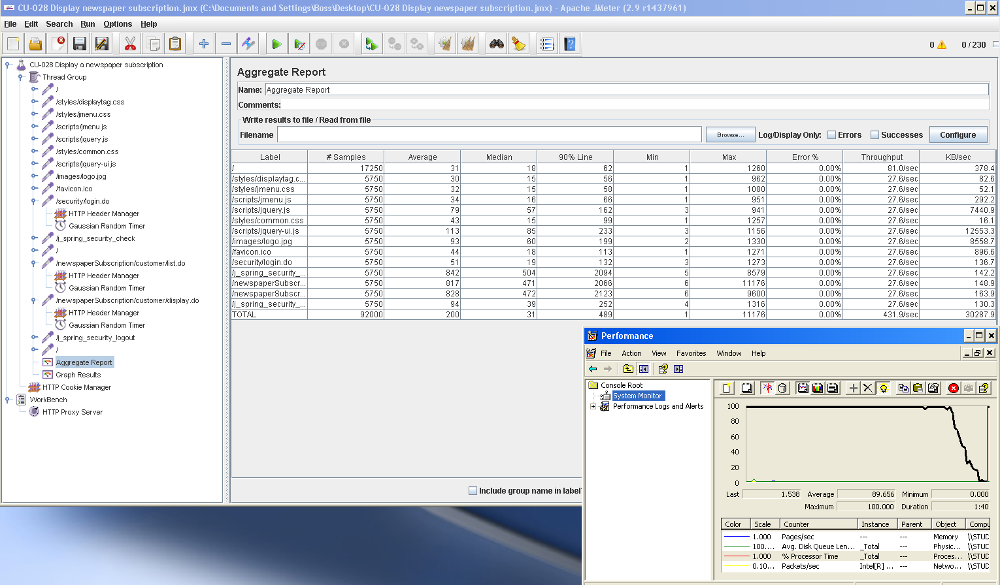 CU-028 Display newspaper subscription.jmx (C:\Documents and Settings\Boss\Desktop\CU-028 Display newspaper subscription.jmx) - Apache JMeter (2.9 r1437961)
File Edit Search Run Options Help
0 0 / 230
CU-028 Display a newspaper subscription
Thread Group
/
/styles/displaytag.css
/styles/jmenu.css
/scripts/jmenu.js
/scripts/jquery.js
/styles/common.css
/scripts/jquery-ui.js
/images/logo.jpg
/favicon.ico
/security/login.do
HTTP Header Manager
Gaussian Random Timer
/j_spring_security_check
/
/newspaperSubscription/customer/list.do
HTTP Header Manager
Gaussian Random Timer
/newspaperSubscription/customer/display.do
HTTP Header Manager
Gaussian Random Timer
/j_spring_security_logout
/
Aggregate Report
Graph Results
HTTP Cookie Manager
WorkBench
HTTP Proxy Server
Aggregate Report
Name: Aggregate Report
Comments:
Write results to file / Read from file
Filename Browse... Log/Display Only: Errors Successes Configure
Label # Samples Average Median 90% Line Min Max Error % Throughput KB/sec
/ 17250 31 18 62 1 1260 0.00% 81.0/sec 378.4
/styles/displaytag.c... 5750 30 15 56 1 962 0.00% 27.6/sec 82.6
/styles/jmenu.css 5750 32 15 58 1 1080 0.00% 27.6/sec 52.1
/scripts/jmenu.js 5750 34 16 66 1 951 0.00% 27.6/sec 292.2
/scripts/jquery.js 5750 79 57 162 3 941 0.00% 27.6/sec 7440.9
/styles/common.css 5750 43 15 99 1 1257 0.00% 27.6/sec 16.1
/scripts/jquery-ui.js 5750 113 85 233 3 1156 0.00% 27.6/sec 12553.3
/images/logo.jpg 5750 93 60 199 2 1330 0.00% 27.6/sec 8558.7
/favicon.ico 5750 44 18 113 1 1271 0.00% 27.6/sec 896.6
/security/login.do 5750 51 19 132 3 1273 0.00% 27.6/sec 136.7
/j_spring_security_... 5750 842 504 2094 5 8579 0.00% 27.6/sec 142.2
/newspaperSubscr... 5750 817 471 2066 6 11176 0.00% 27.6/sec 148.9
/newspaperSubscr... 5750 828 472 2123 6 9600 0.00% 27.6/sec 163.9
/j_spring_security_... 5750 94 39 252 4 1316 0.00% 27.6/sec 130.3
TOTAL 92000 200 31 489 1 11176 0.00% 431.9/sec 30287.9
Include group name in label
Performance
File Action View Favorites Window Help
Console Root
System Monitor
Performance Logs and Alerts
100
80
60
40
20
0
Last 1.538 Average 89.656 Minimum 0.000
Maximum 100.000 Duration 1:40
Color Scale Counter Instance Parent Object Compu
1.000 Pages/sec --- --- Memory \\STUD
100.... Avg. Disk Queue Len... _Total --- Physic... \\STUD
1.000 % Processor Time _Total --- Proces... \\STUD
0.10... Packets/sec Intel[R] ... --- Netwo... \\STUD